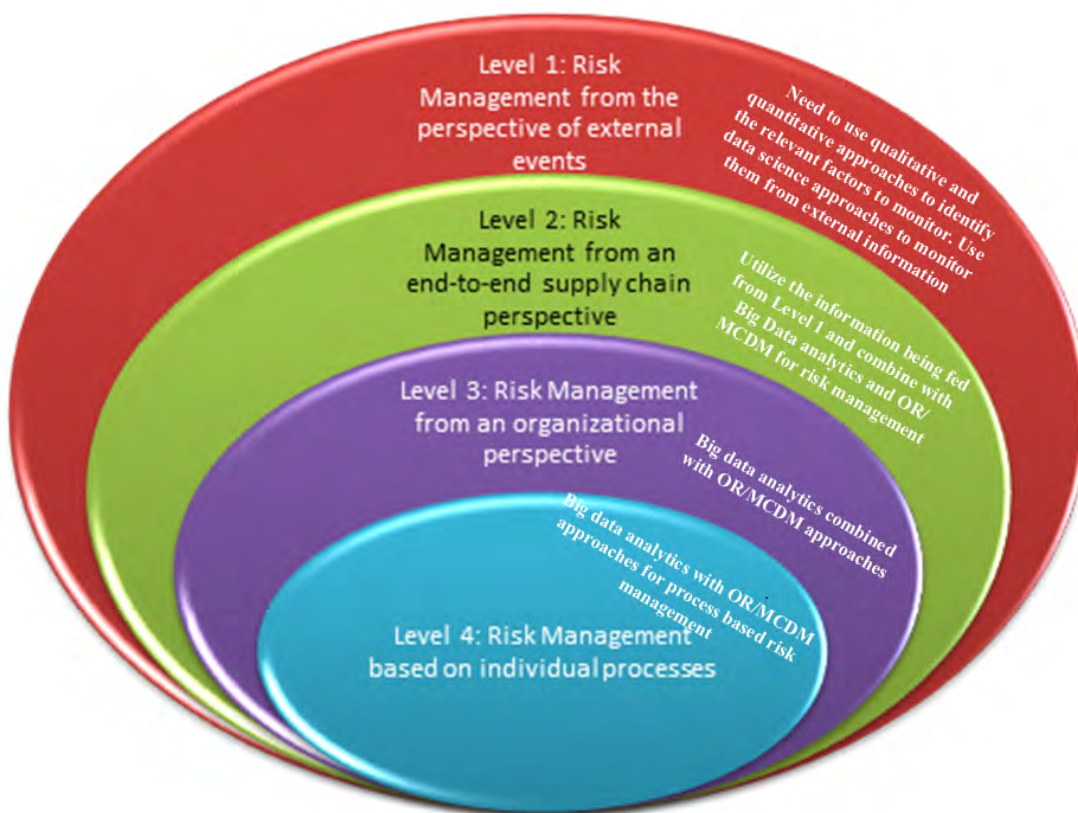 Level 1: Risk
Management from the
perspective of external
events
Need to use qualitative and
quantitative approaches to identify
the relevant factors to monitor. Use
data science approaches to monitor
them from external information
Level 2: Risk
Management from an
end-to-end supply chain
perspective
Utilize the information being fed
from Level 1 and combine with
Big Data analytics and OR/
MCDM for risk management
Level 3: Risk Management
from an organizational
perspective
Big data analytics combined
with OR/MCDM approaches
Big data analytics with OR/MCDM
approaches for process based risk
management
Level 4: Risk Management
based on individual processes